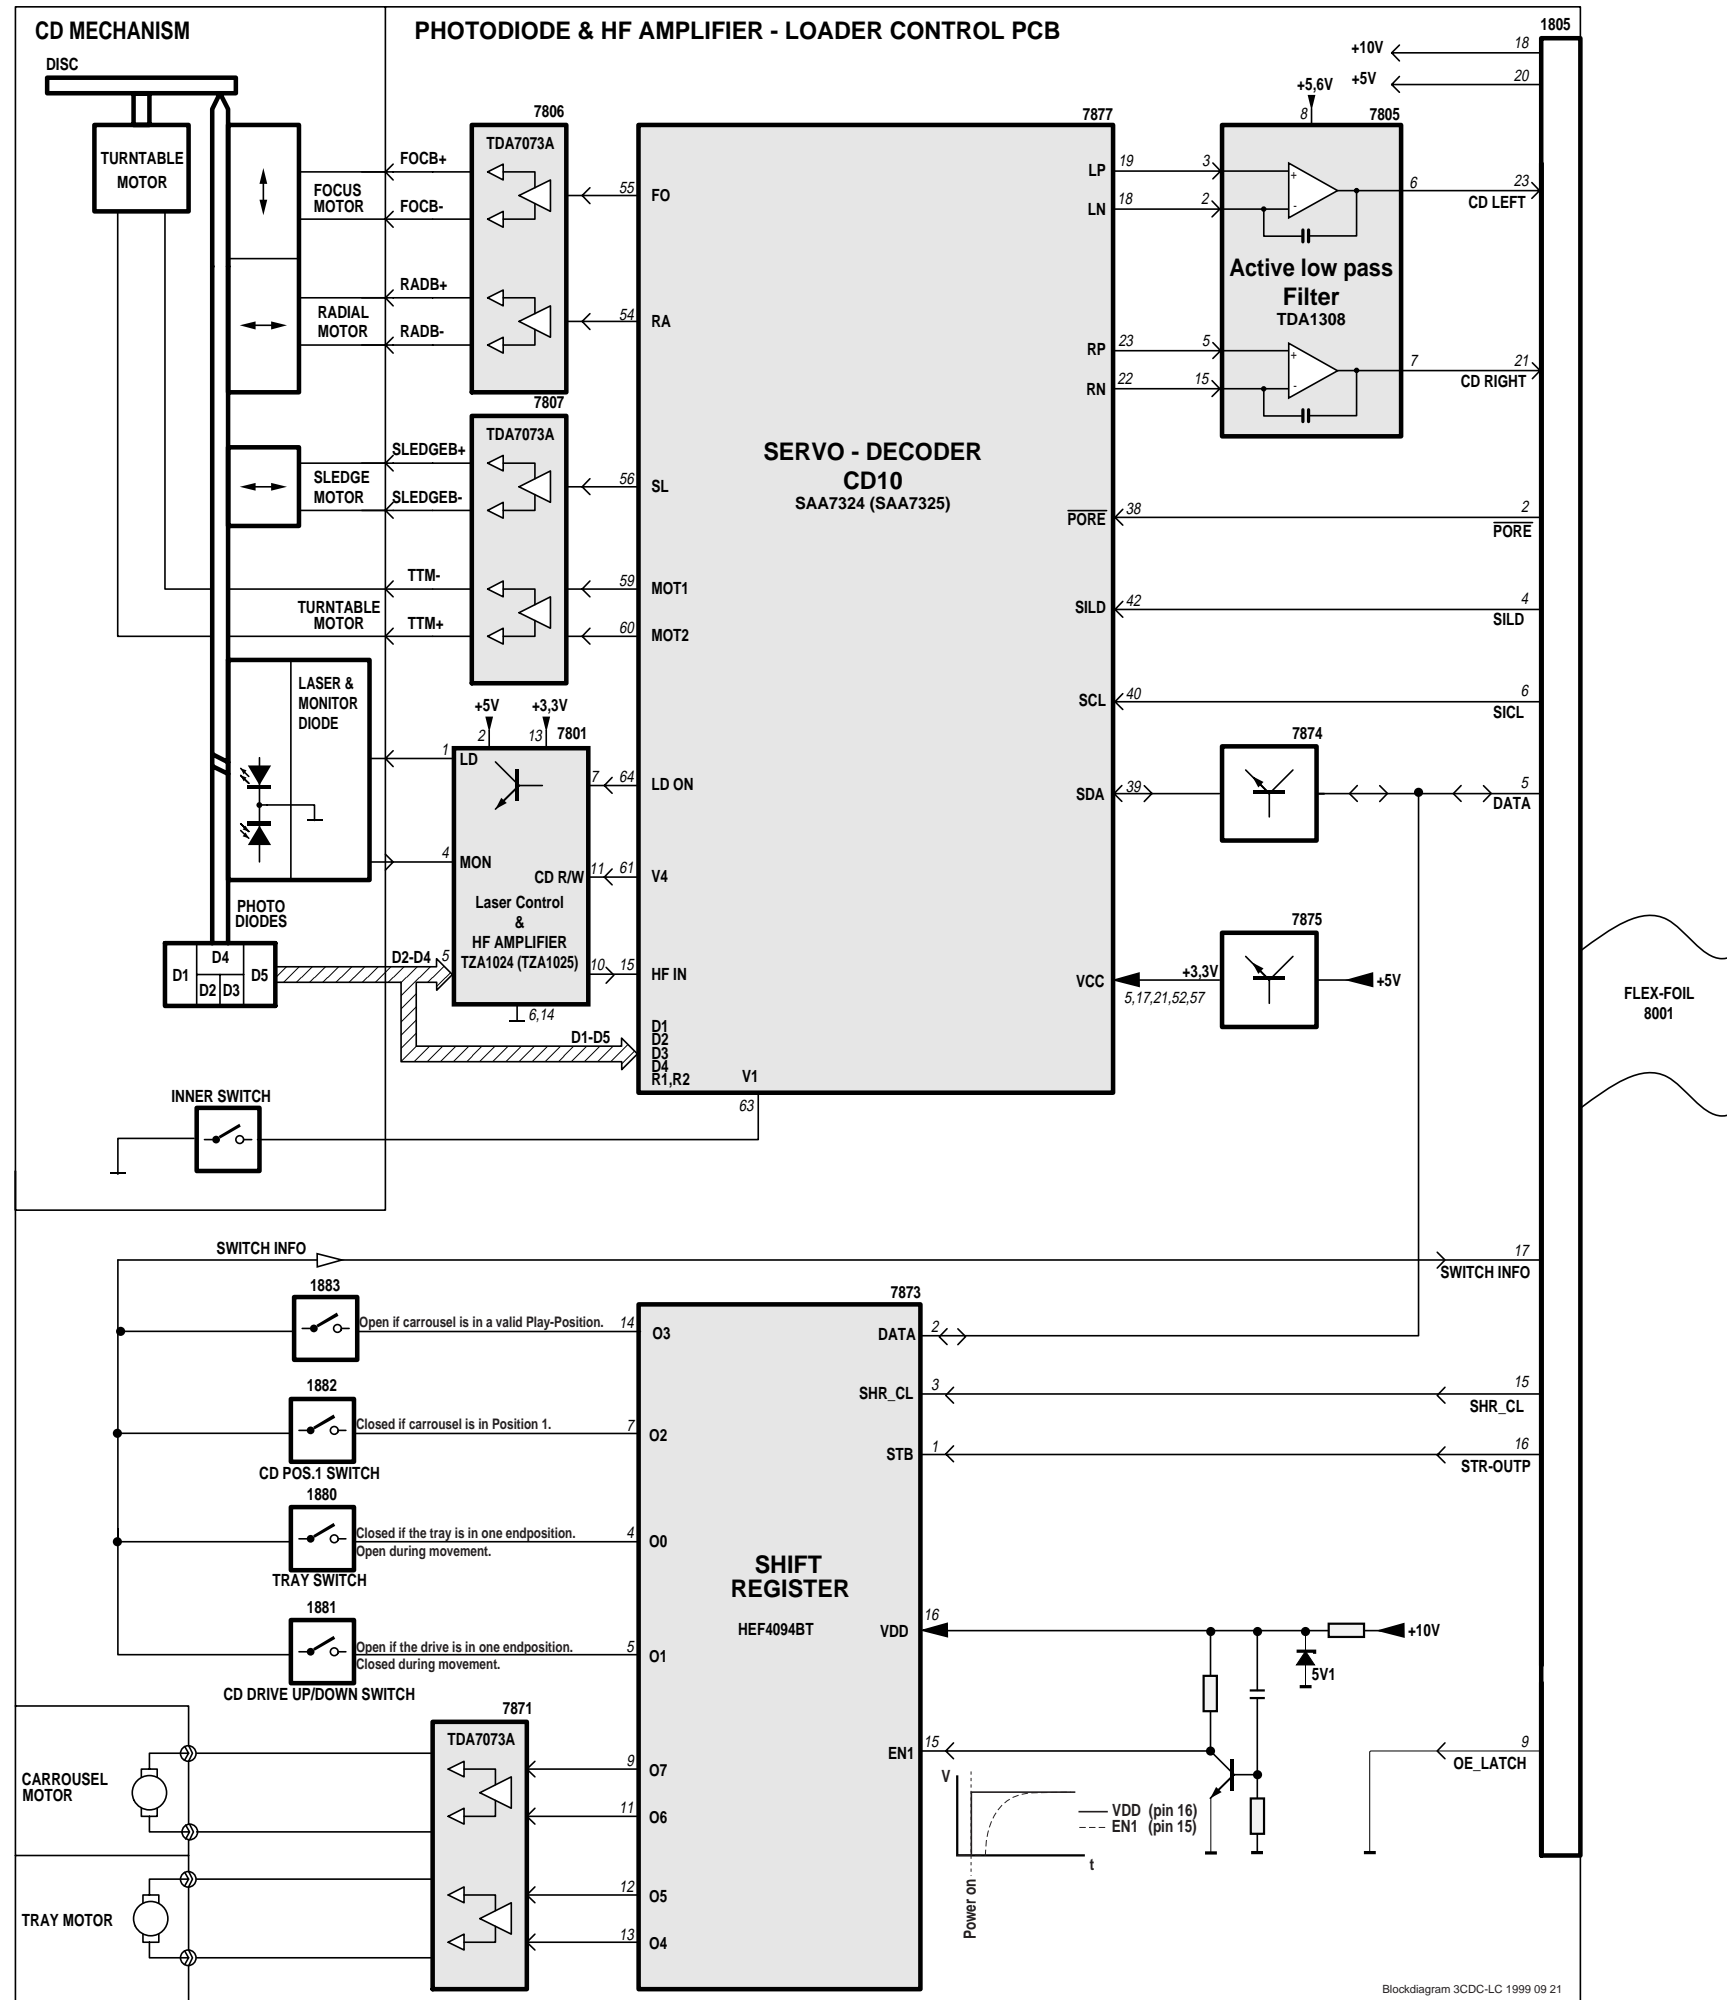 CD MECHANISM
PHOTODIODE & HF AMPLIFIER - LOADER CONTROL PCB
1805
DISC
+10V
18
+5V
20
+5,6V
7806
7877
8
7805
TURNTABLE
MOTOR
FOCUS
MOTOR
FOCB+
FOCB-
TDA7073A
55
FO
LP
19
3
LN
18
2
+
-
6
23
CD LEFT
Active low pass
Filter
TDA1308
RADIAL
MOTOR
RADB+
RADB-
54
RA
RP
23
5
RN
22
15
+
-
7
21
CD RIGHT
7807
TDA7073A
SLEDGE
MOTOR
SLEDGEB+
SLEDGEB-
56
SL
SERVO - DECODER
CD10
SAA7324 (SAA7325)
PORE
38
2
PORE
TTM-
59
MOT1
TURNTABLE
MOTOR
TTM+
60
MOT2
SILD
42
4
SILD
LASER &
MONITOR
DIODE
+5V
+3,3V
2
13
7801
SCL
40
6
SICL
1
LD
7
64
LD ON
7874
SDA
39
5
DATA
4
MON
CD R/W
11
61
V4
Laser Control
&
HF AMPLIFIER
TZA1024 (TZA1025)
PHOTO
DIODES
D1
D4
D2
D3
D5
D2-D4
5
10
15
HF IN
6,14
7875
VCC
+3,3V
5,17,21,52,57
+5V
FLEX-FOIL
8001
D1-D5
D1
D2
D3
D4
R1,R2
V1
63
INNER SWITCH
SWITCH INFO
17
SWITCH INFO
1883
7873
Open if carrousel is in a valid Play-Position.
14
O3
DATA
2
1882
Closed if carrousel is in Position 1.
7
O2
CD POS.1 SWITCH
SHR_CL
3
15
SHR_CL
STB
1
16
STR-OUTP
1880
Closed if the tray is in one endposition.
Open during movement.
4
O0
TRAY SWITCH
SHIFT
REGISTER
HEF4094BT
1881
Open if the drive is in one endposition.
Closed during movement.
5
O1
CD DRIVE UP/DOWN SWITCH
VDD
16
+10V
5V1
7871
TDA7073A
CARROUSEL
MOTOR
9
O7
11
O6
EN1
15
9
OE_LATCH
V
VDD (pin 16)
EN1 (pin 15)
t
Power on
TRAY MOTOR
12
O5
13
O4
Blockdiagram 3CDC-LC 1999 09 21